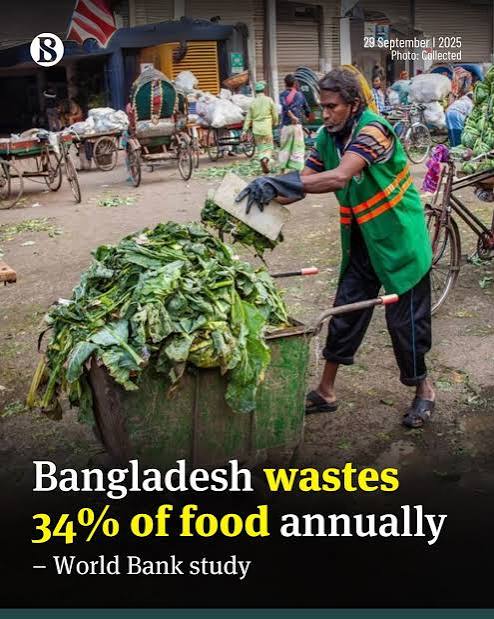 B
29 September | 2025
Photo: Collected
Bangladesh wastes
34% of food annually
– World Bank study